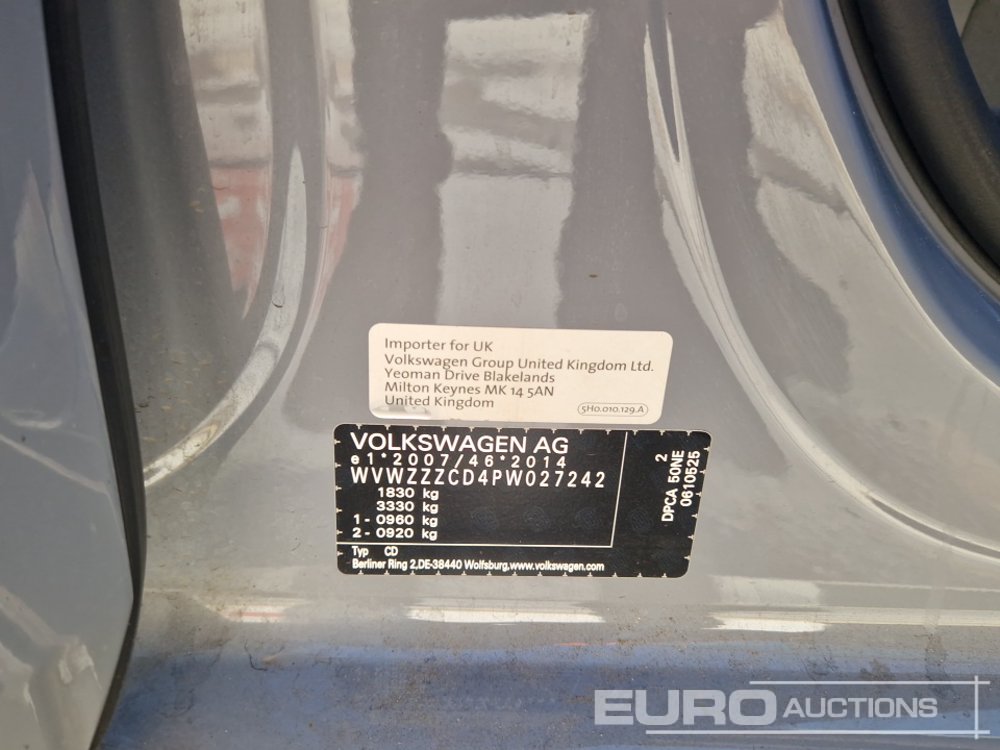 Importer for UK
Volkswagen Group United Kingdom Ltd.
Yeoman Drive Blakelands
Milton Keynes MK 14 5AN
United Kingdom
5H0.010.129.A
VOLKSWAGEN AG
e1*2007/46*2014
WVWZZZCD4PW027242
1830 kg
3330 kg
1 - 0960 kg
2 - 0920 kg
Typ CD
Berliner Ring 2,DE-38440 Wolfsburg,www.volkswagen.com
2
DPCA 50NE
0610525
EURO AUCTIONS